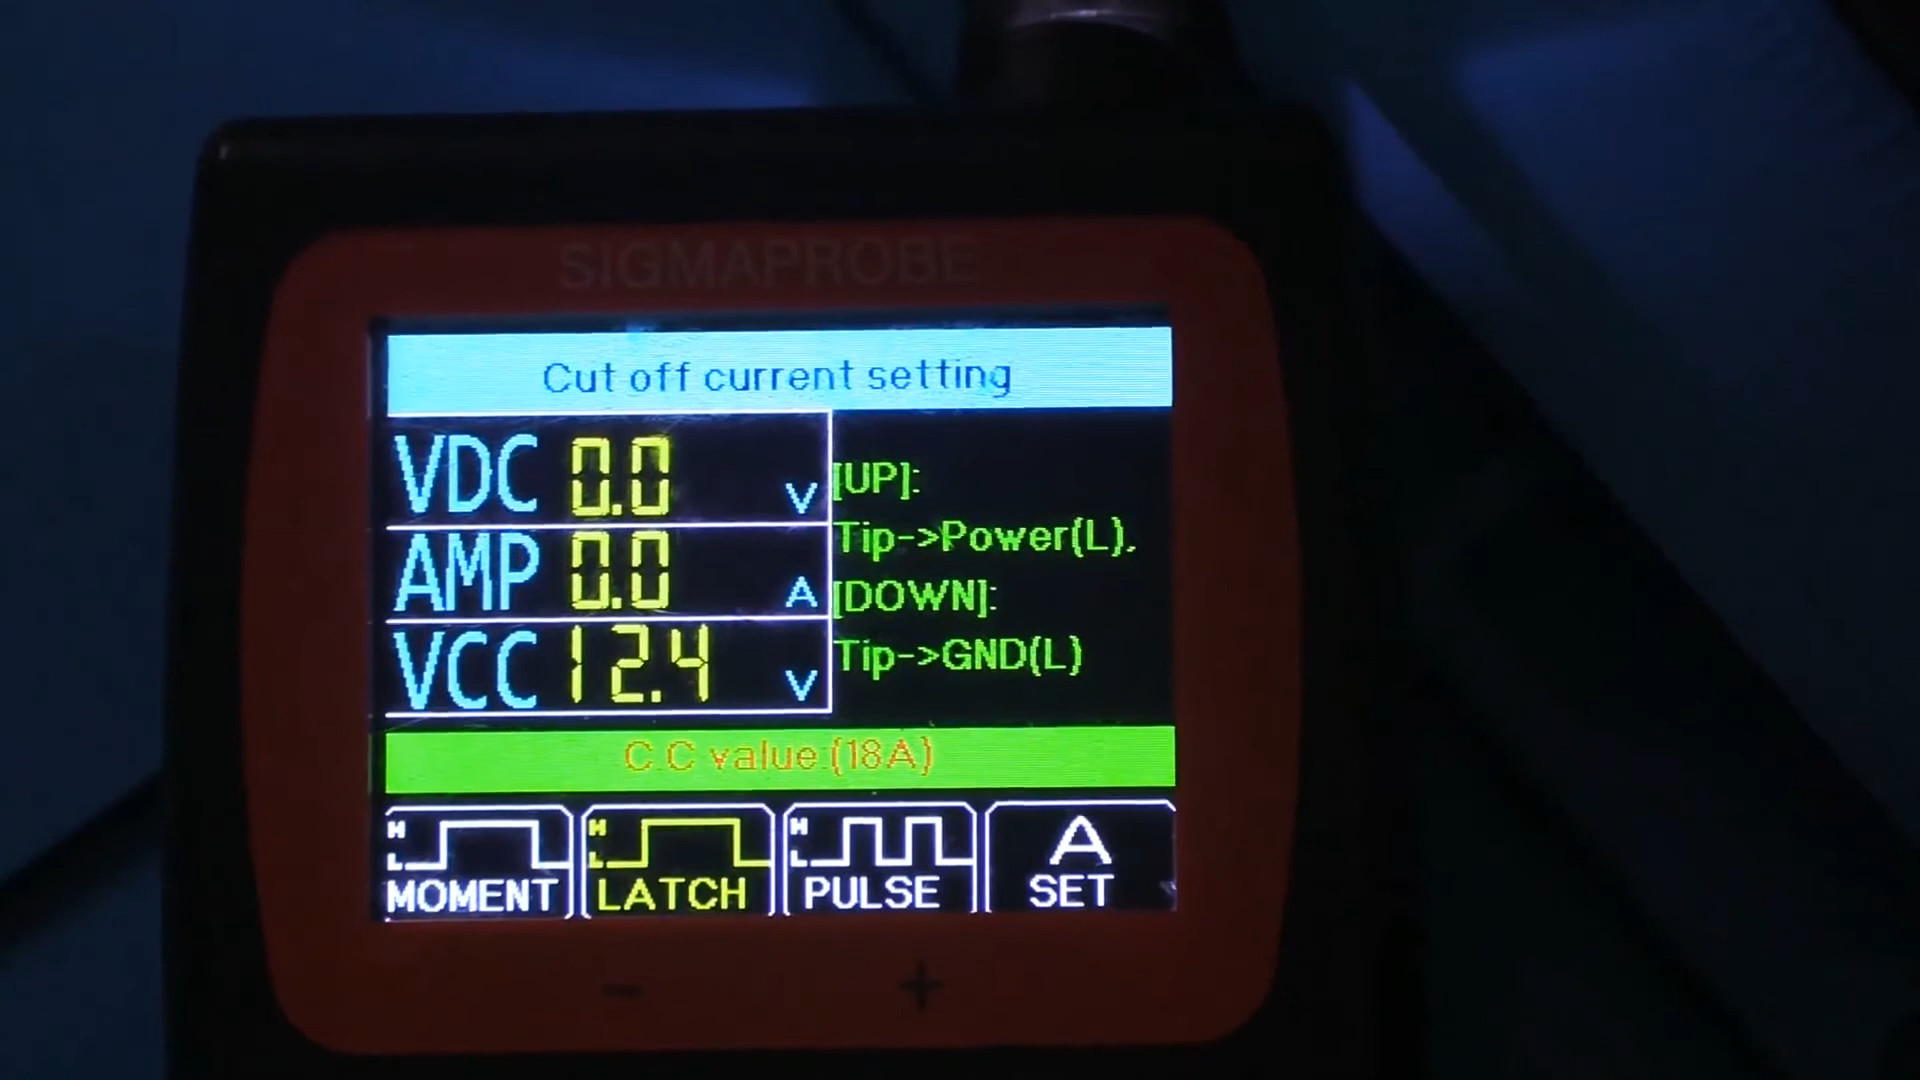 SIGMAPROBE
Cut off current setting
VDC 0.0 V
AMP 0.0 A
VCC 12.4 V
[UP]:
Tip->Power(L).
[DOWN]:
Tip->GND(L)
C.C value:(18A)
H L MOMENT
H L LATCH
H L PULSE
A SET
- +